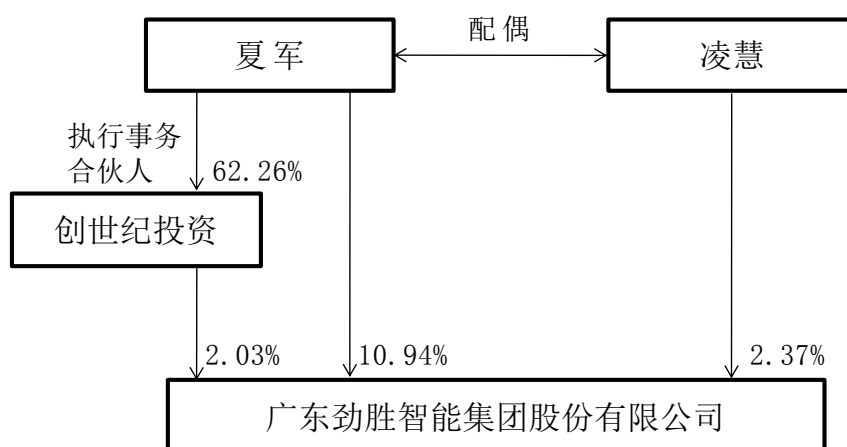 配偶
夏军
凌慧
执行事务
合伙人
62.26%
创世纪投资
2.03%
10.94%
2.37%
广东劲胜智能集团股份有限公司